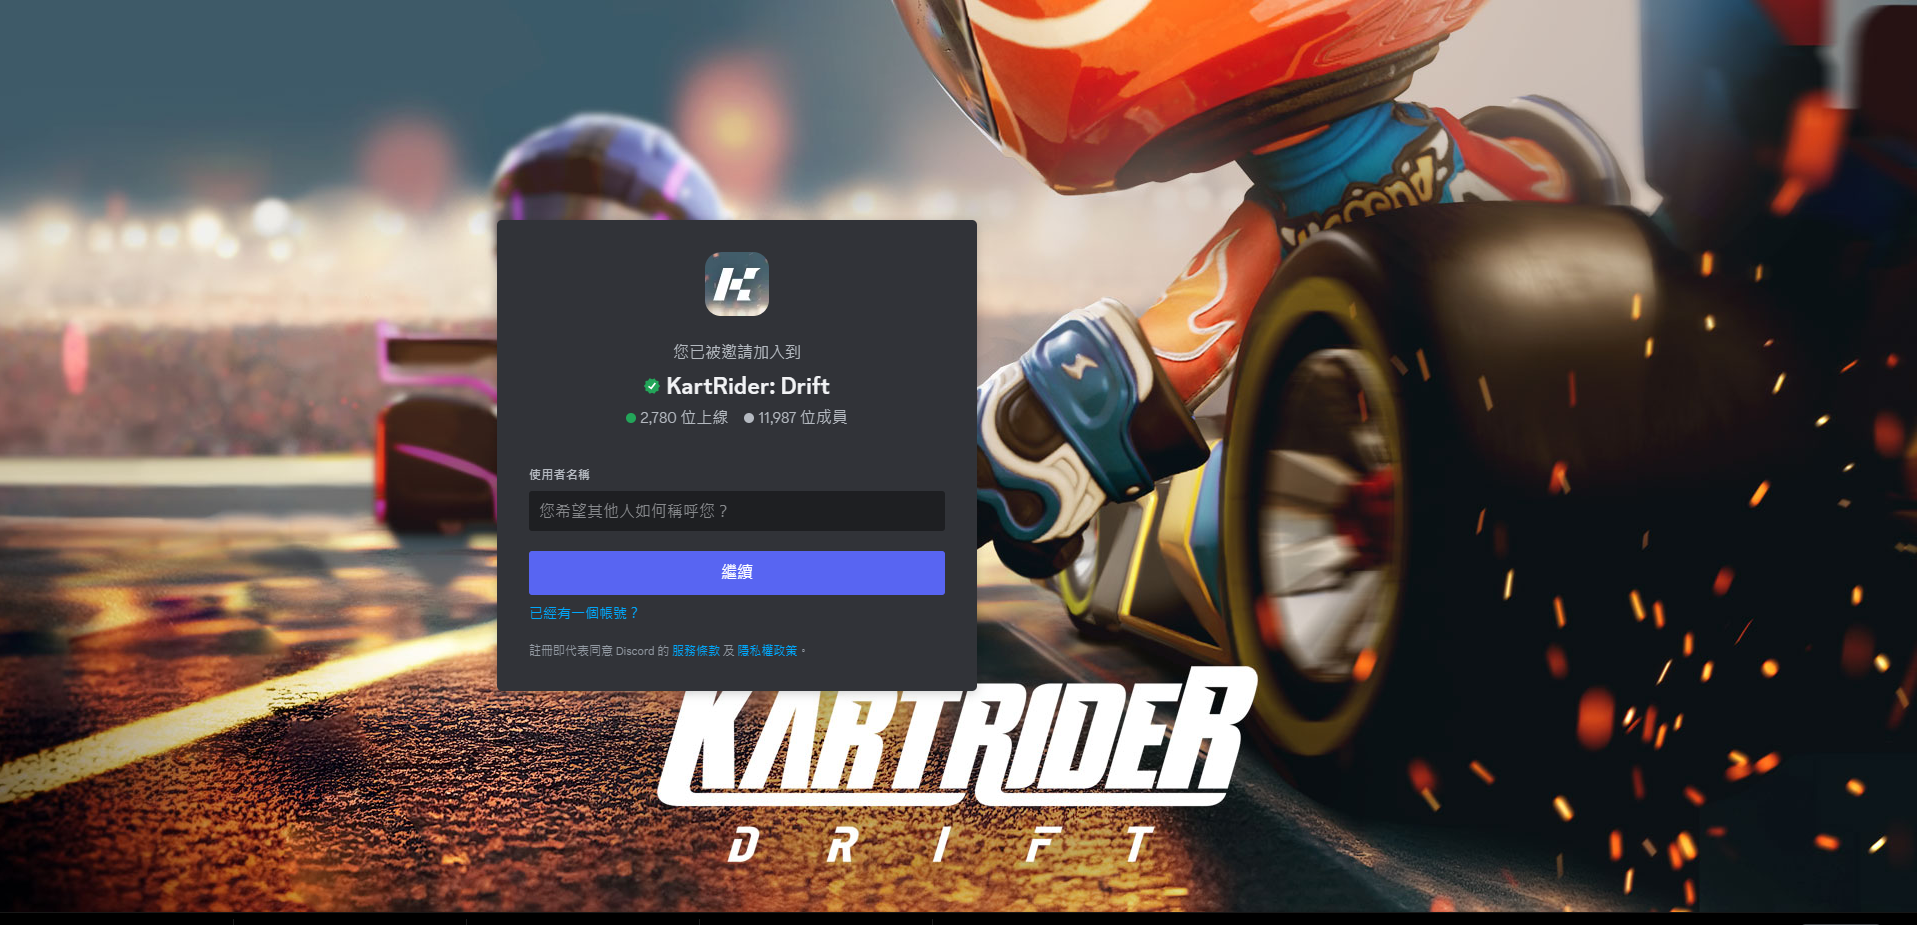 您已被邀請加入到
KartRider: Drift
2,780 位上線 11,987 位成員
使用者名稱
您希望其他人如何稱呼您？
繼續
已經有一個帳號？
註冊即代表同意 Discord 的 服務條款 及 隱私權政策。
KARTRIDER
DRIFT